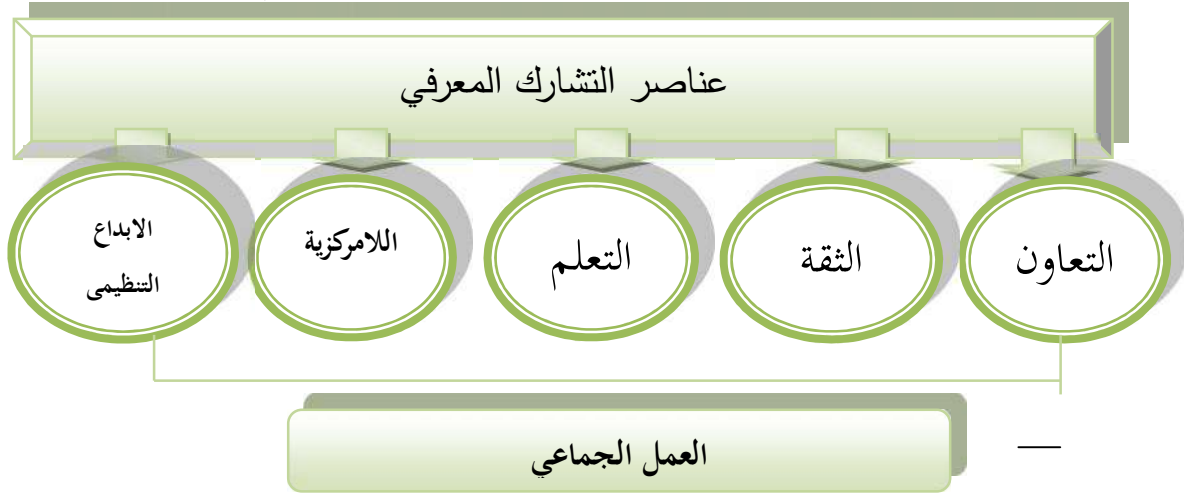 عناصر التشارك المعرفي
التعاون
الثقة
التعلم
اللامركزية
الابداع
التنظيمى
العمل الجماعي